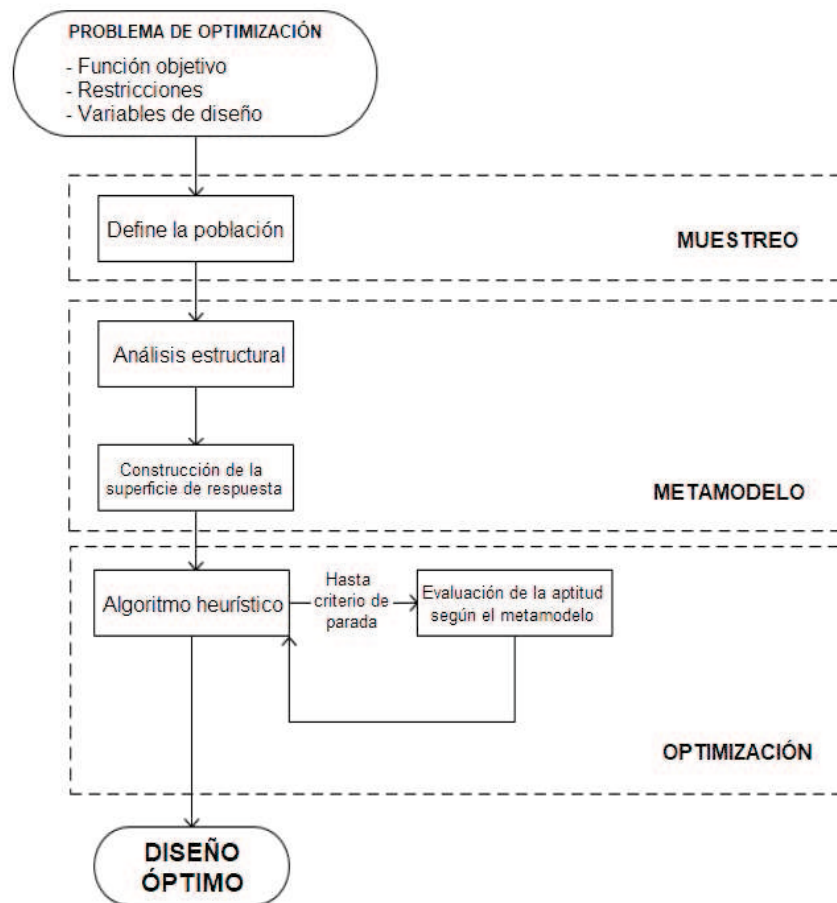 PROBLEMA DE OPTIMIZACIÓN
- Función objetivo
- Restricciones
- Variables de diseño
Define la población
MUESTREO
Análisis estructural
Construcción de la
superficie de respuesta
METAMODELO
Algoritmo heurístico
Hasta
criterio de
parada
Evaluación de la aptitud
según el metamodelo
OPTIMIZACIÓN
DISEÑO
ÓPTIMO